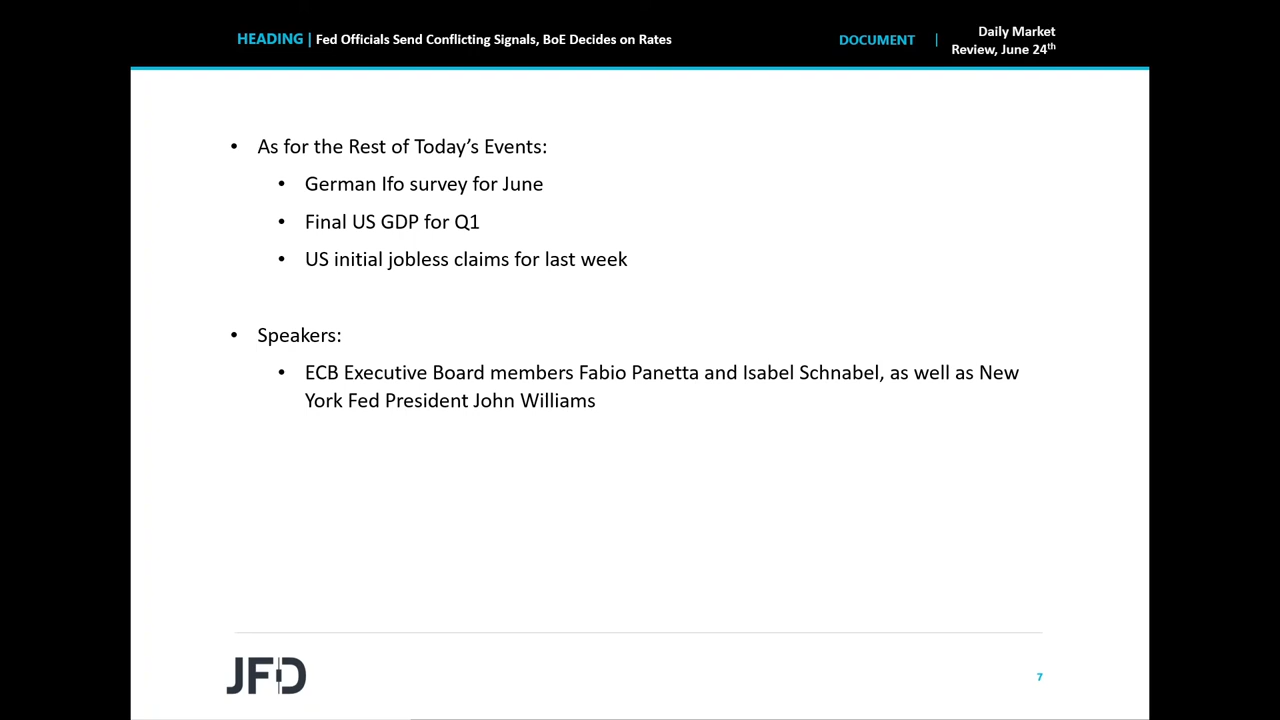 HEADING | Fed Officials Send Conflicting Signals, BoE Decides on Rates
DOCUMENT | Daily Market
Review, June 24th
• As for the Rest of Today’s Events:
• German Ifo survey for June
• Final US GDP for Q1
• US initial jobless claims for last week
• Speakers:
• ECB Executive Board members Fabio Panetta and Isabel Schnabel, as well as New
York Fed President John Williams
JFD
7